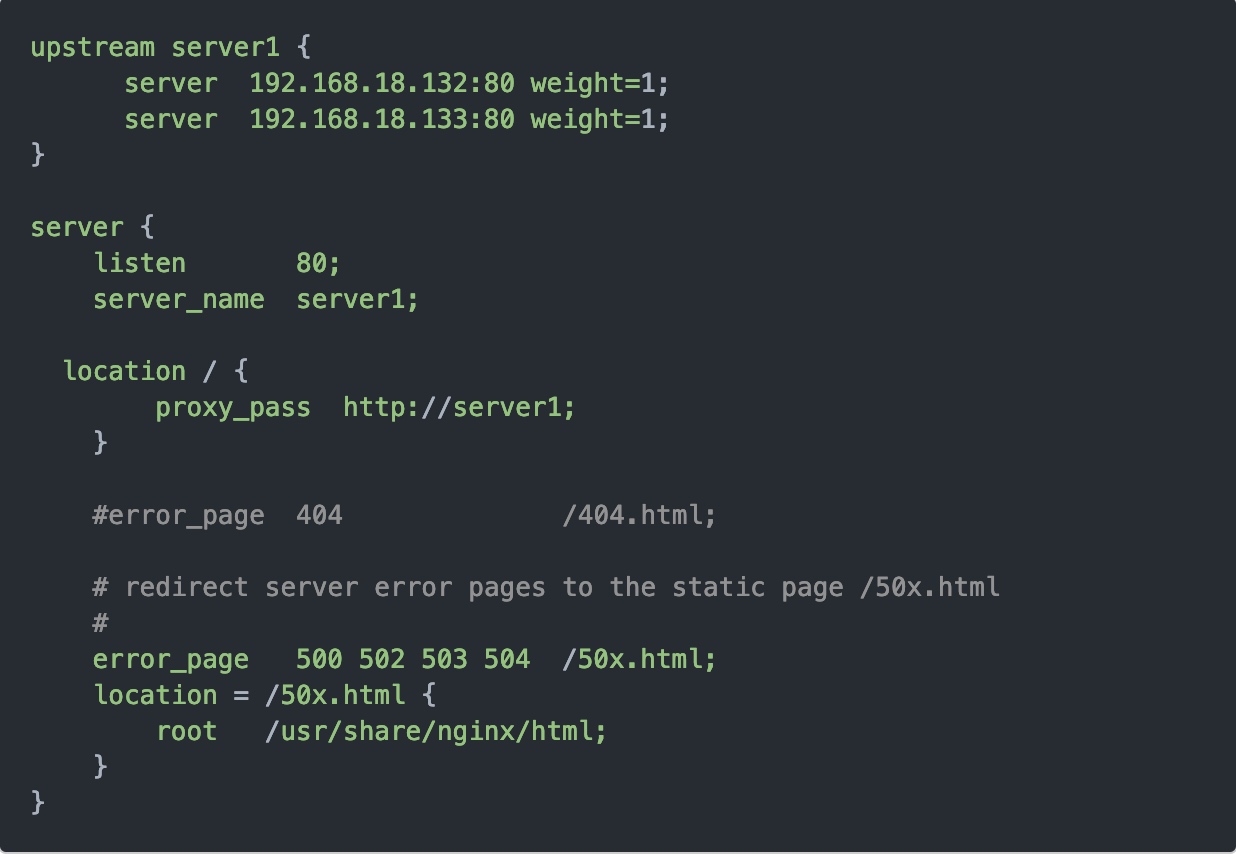 upstream server1 {
      server  192.168.18.132:80 weight=1;
      server  192.168.18.133:80 weight=1;
}
server {
    listen       80;
    server_name  server1;
  location / {
        proxy_pass  http://server1;
    }
    #error_page  404              /404.html;
    # redirect server error pages to the static page /50x.html
    #
    error_page   500 502 503 504  /50x.html;
    location = /50x.html {
        root   /usr/share/nginx/html;
    }
}